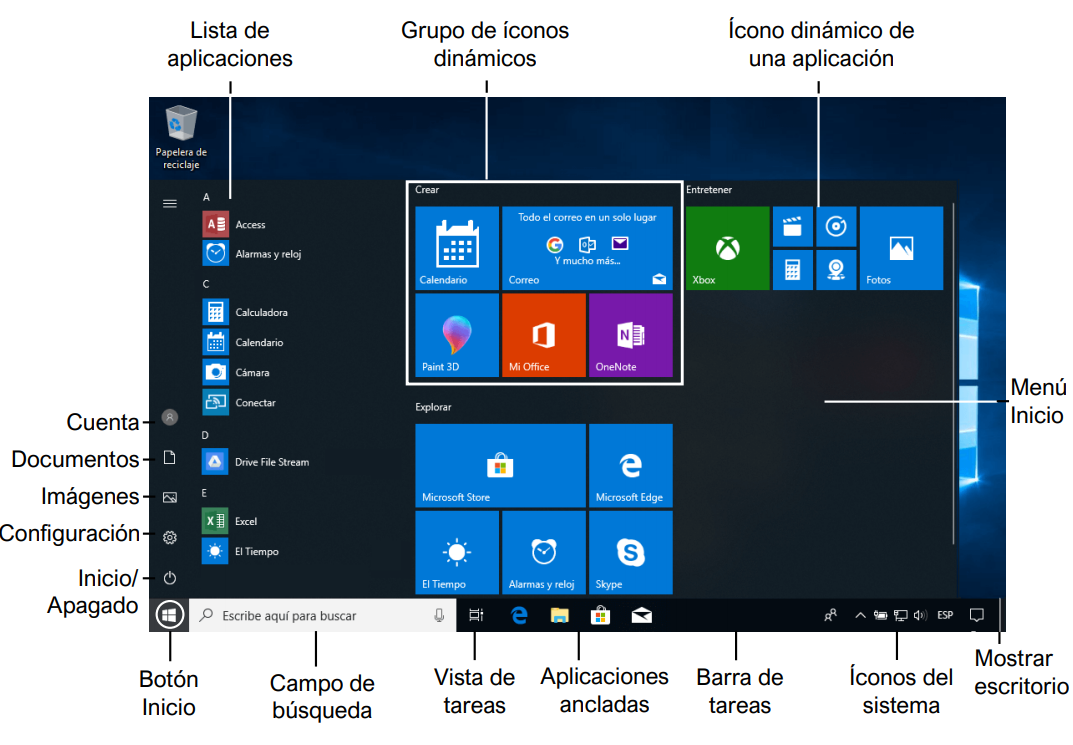 Lista de
aplicaciones
Grupo de íconos
dinámicos
Ícono dinámico de
una aplicación
Papelera de
reciclaje
A
Access
Alarmas y reloj
C
Calculadora
Calendario
Cámara
Conectar
D
Drive File Stream
E
Excel
El Tiempo
Crear
Calendario
Todo el correo en un solo lugar
Y mucho más...
Correo
Paint 3D
Mi Office
OneNote
Entretener
Xbox
Fotos
Explorar
Microsoft Store
Microsoft Edge
El Tiempo
Alarmas y reloj
Skype
Menú
Inicio
Cuenta
Documentos
Imágenes
Configuración
Inicio/
Apagado
Escribe aquí para buscar
ESP
Botón
Inicio
Campo de
búsqueda
Vista de
tareas
Aplicaciones
ancladas
Barra de
tareas
Íconos del
sistema
Mostrar
escritorio